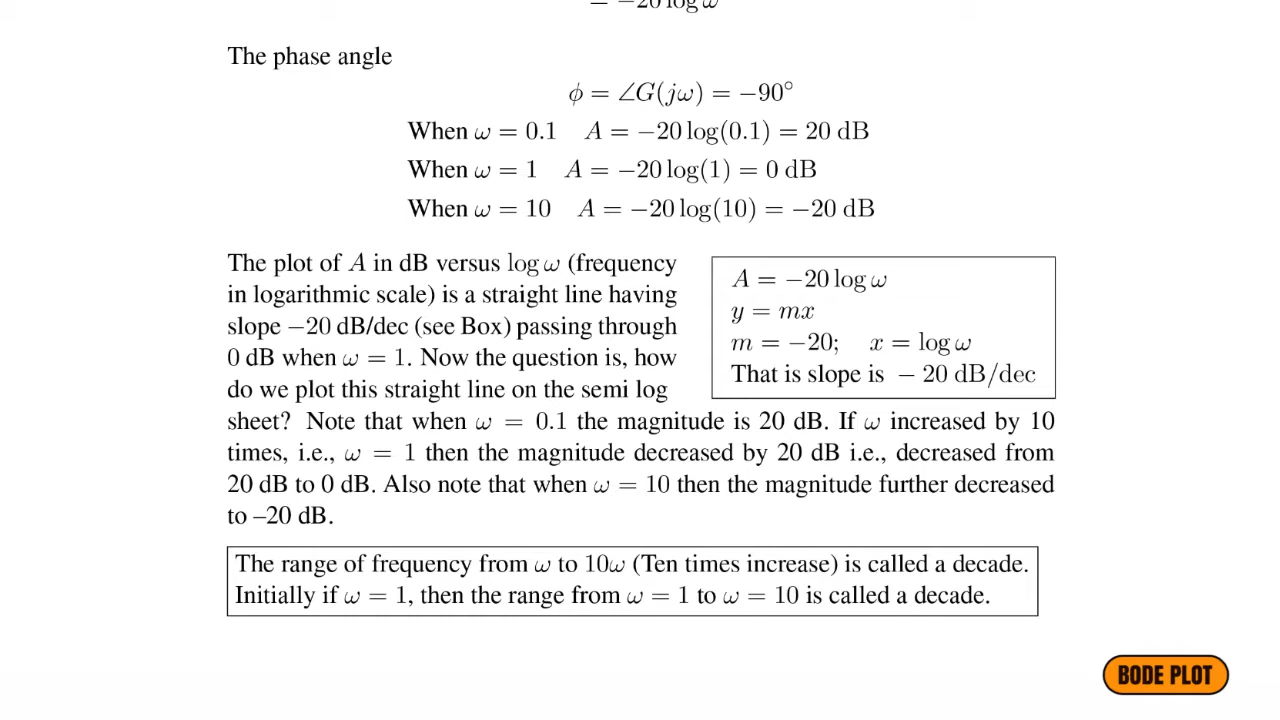 = −20 log ω
The phase angle
ϕ = ∠G(jω) = −90°
When ω = 0.1 A = −20 log(0.1) = 20 dB
When ω = 1 A = −20 log(1) = 0 dB
When ω = 10 A = −20 log(10) = −20 dB
The plot of A in dB versus log ω (frequency
in logarithmic scale) is a straight line having
slope −20 dB/dec (see Box) passing through
0 dB when ω = 1. Now the question is, how
do we plot this straight line on the semi log
A = −20 log ω
y = mx
m = −20; x = log ω
That is slope is − 20 dB/dec
sheet? Note that when ω = 0.1 the magnitude is 20 dB. If ω increased by 10
times, i.e., ω = 1 then the magnitude decreased by 20 dB i.e., decreased from
20 dB to 0 dB. Also note that when ω = 10 then the magnitude further decreased
to –20 dB.
The range of frequency from ω to 10ω (Ten times increase) is called a decade.
Initially if ω = 1, then the range from ω = 1 to ω = 10 is called a decade.
BODE PLOT